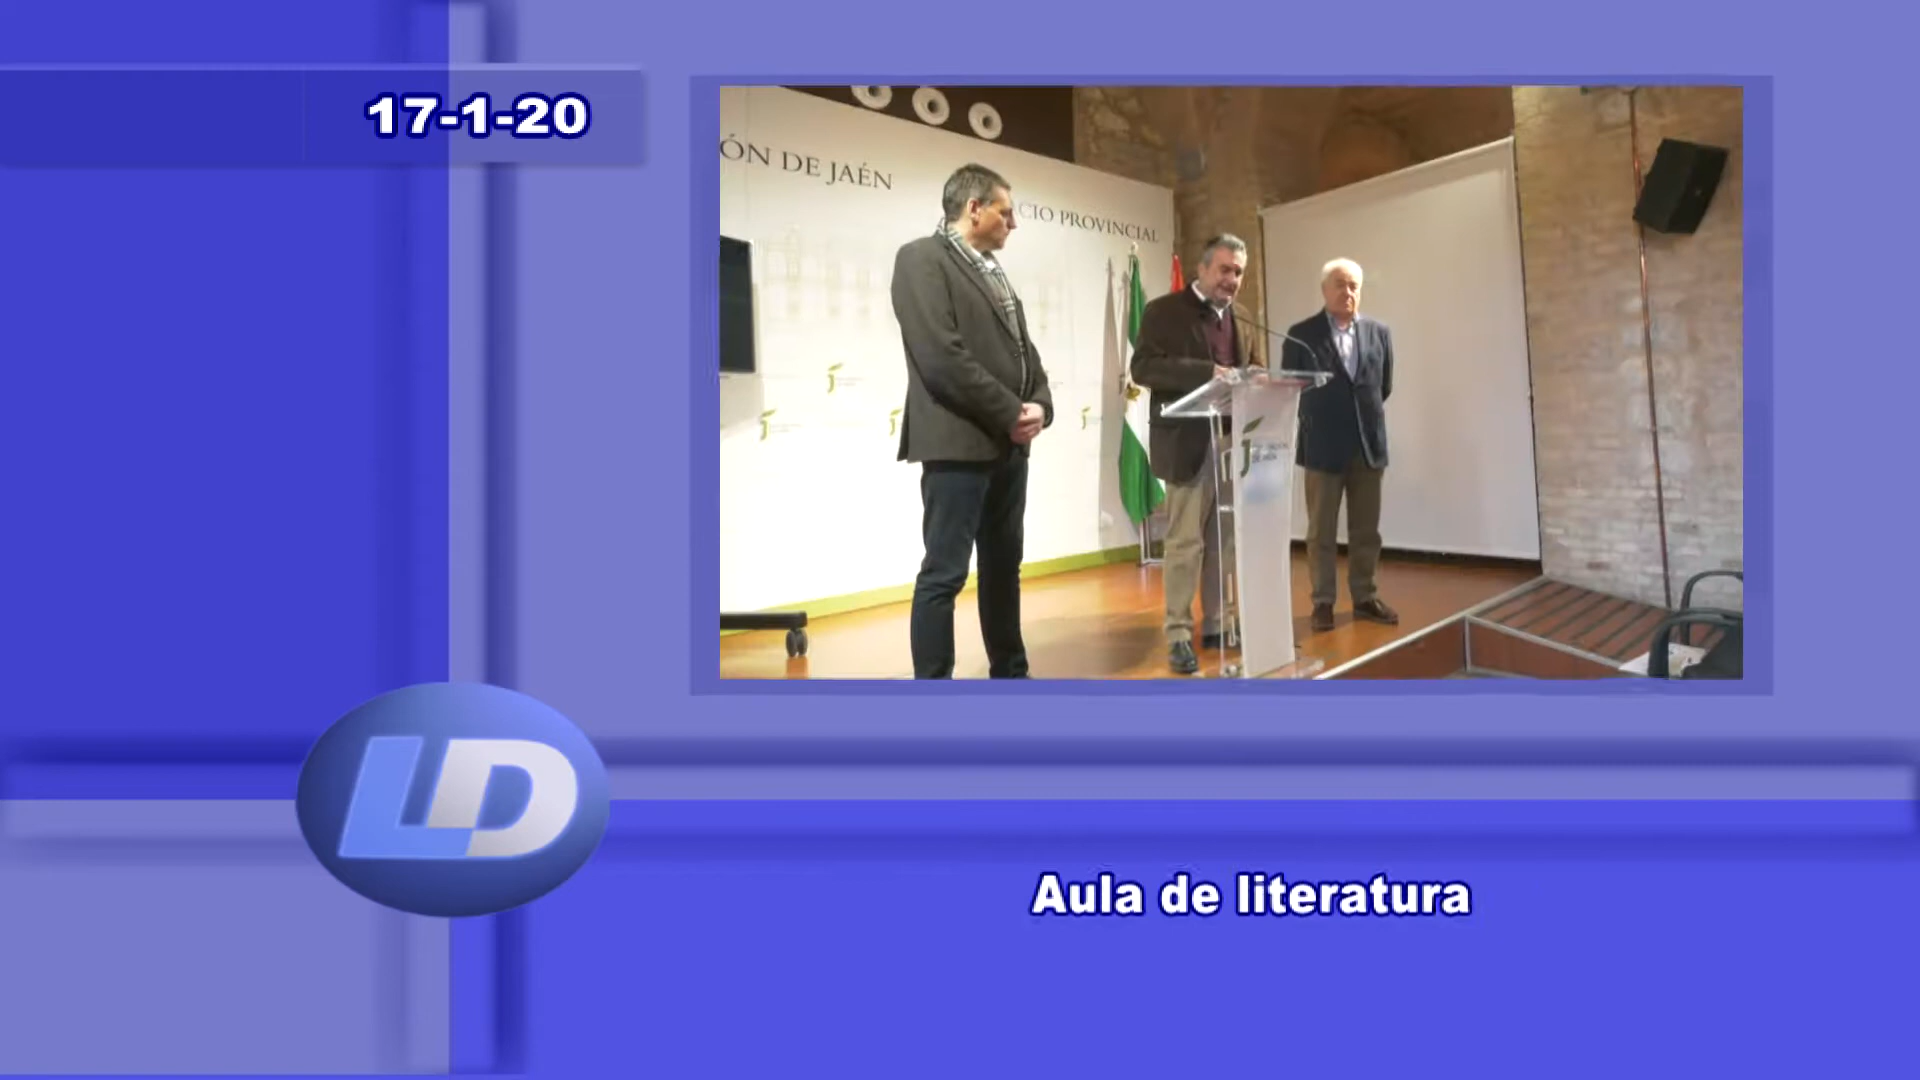 17-1-20
ÓN DE JAÉN
CIO PROVINCIAL
LD
Aula de literatura